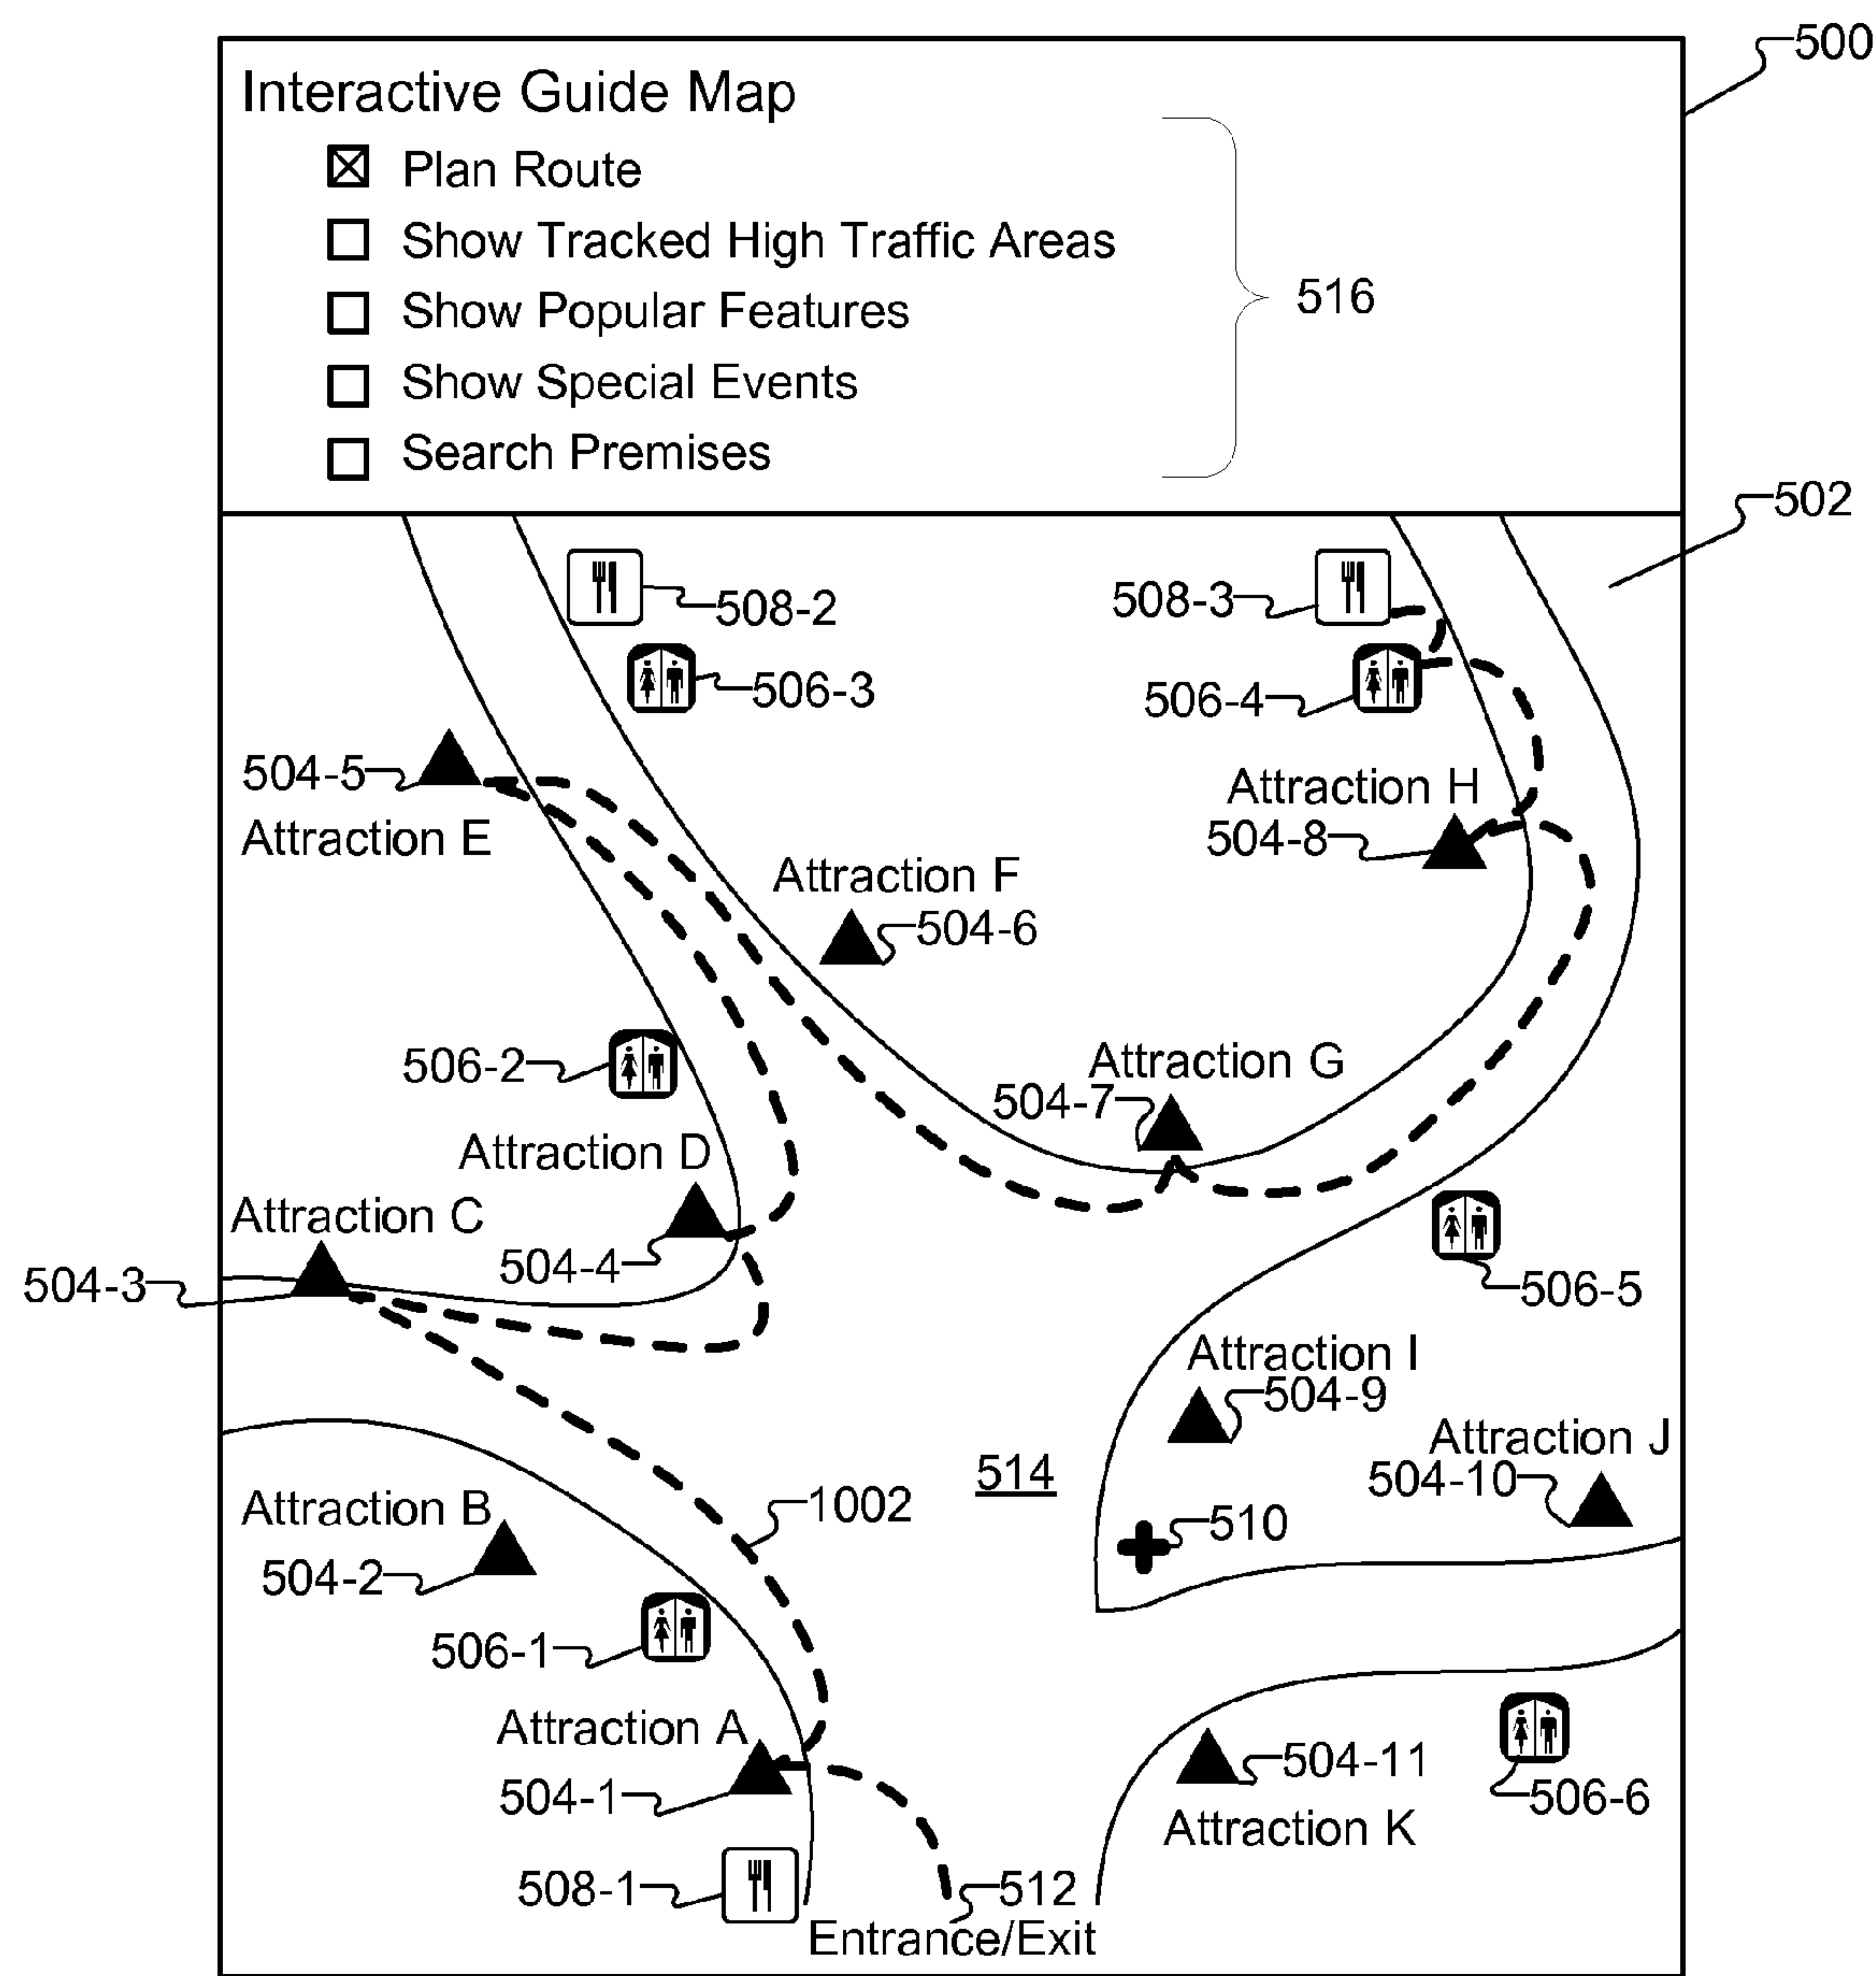 500
Interactive Guide Map
Plan Route
Show Tracked High Traffic Areas
Show Popular Features
516
Show Special Events
Search Premises
502
508-2
508-3
506-3
506-4
504-5
Attraction E
Attraction H
504-8
Attraction F
504-6
506-2
Attraction G
504-7
Attraction D
Attraction C
504-4
504-3
506-5
Attraction I
504-9
Attraction J
504-10
514
Attraction B
1002
510
504-2
506-1
Attraction A
504-1
504-11
506-6
Attraction K
508-1
512
Entrance/Exit